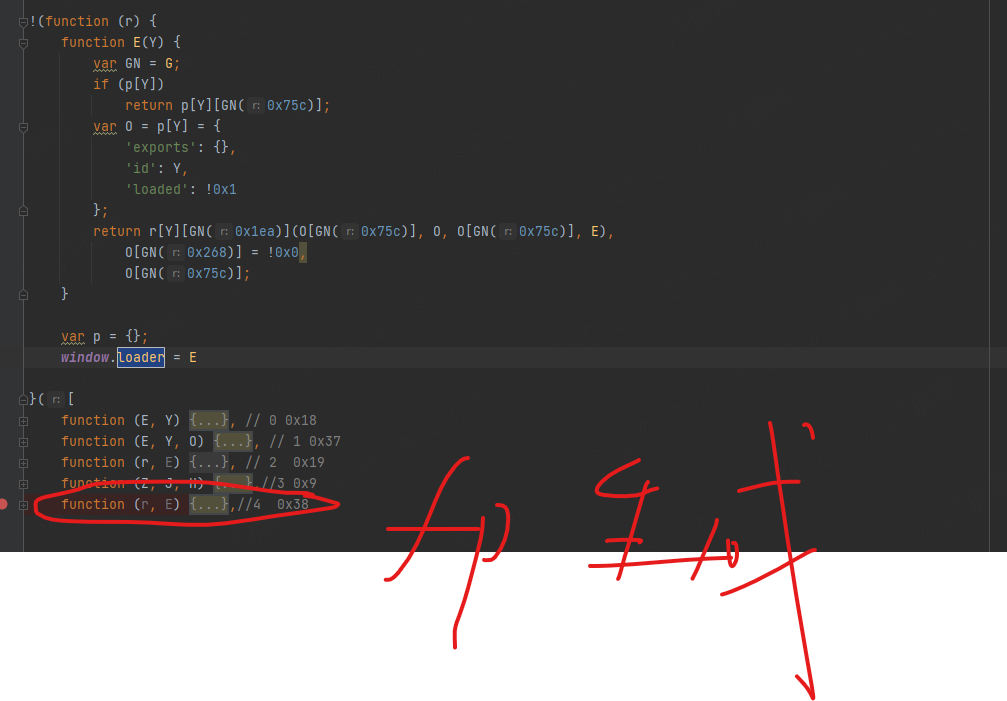 !(function (r) {
function E(Y) {
var GN = G;
if (p[Y])
return p[Y][GN( r: 0x75c)];
var O = p[Y] = {
'exports': {},
'id': Y,
'loaded': !0x1
};
return r[Y][GN( r: 0x1ea)](O[GN( r: 0x75c)], O, O[GN( r: 0x75c)], E),
O[GN( r: 0x268)] = !0x0,
O[GN( r: 0x75c)];
}
var p = {};
window.loader = E
}( r: [
function (E, Y) {...}, // 0 0x18
function (E, Y, O) {...}, // 1 0x37
function (r, E) {...}, // 2  0x19
function (Z, J, H) {...},//3 0x9
function (r, E) {...},//4  0x38